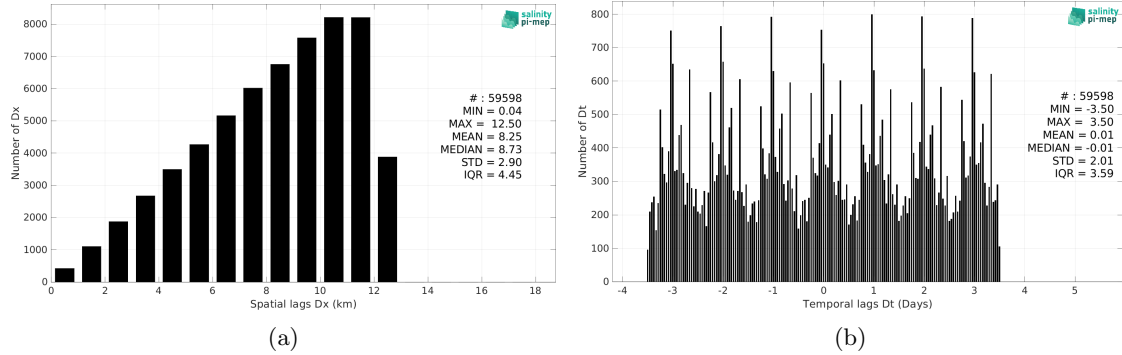 8000
7000
6000
5000
4000
3000
2000
1000
0
Number of Dx
salinity
pi-mep
# : 59598
MIN = 0.04
MAX = 12.50
MEAN = 8.25
MEDIAN = 8.73
STD = 2.90
IQR = 4.45
0 2 4 6 8 10 12 14 16 18
Spatial lags Dx (km)
(a)
800
700
600
500
400
300
200
100
0
Number of Dt
salinity
pi-mep
# : 59598
MIN = -3.50
MAX = 3.50
MEAN = 0.01
MEDIAN = -0.01
STD = 2.01
IQR = 3.59
-4 -3 -2 -1 0 1 2 3 4 5
Temporal lags Dt (Days)
(b)